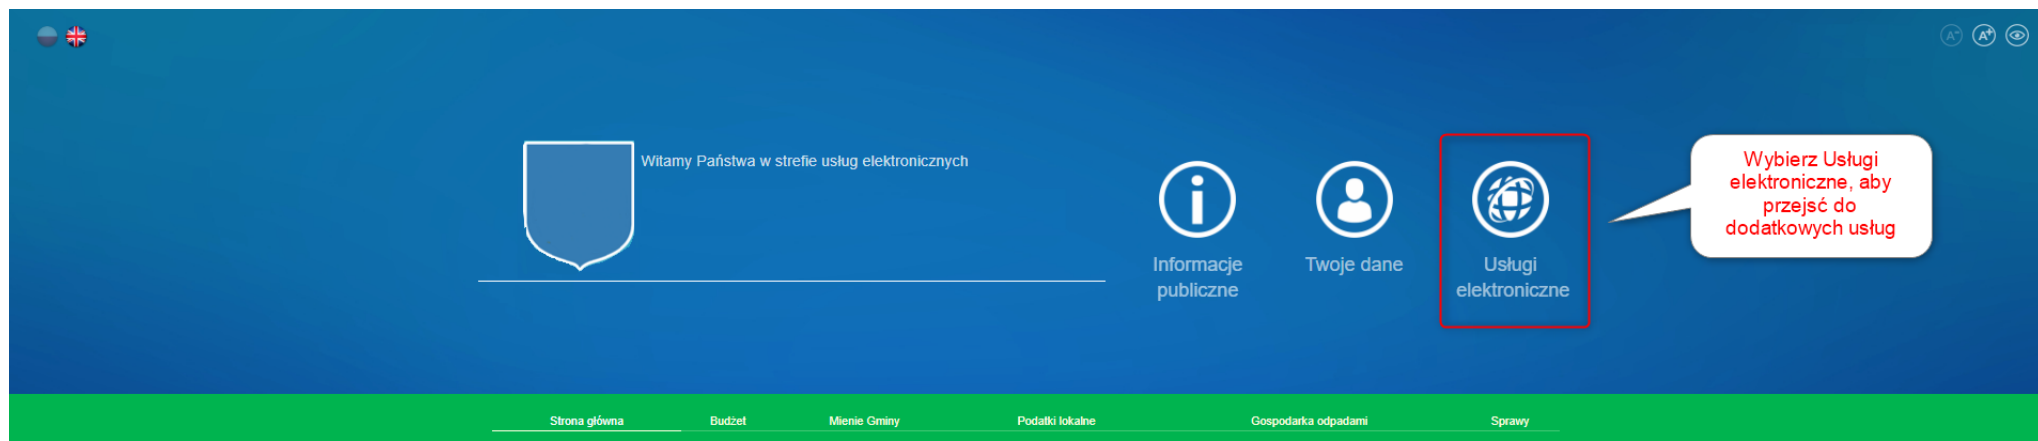 A- A+
Witamy Państwa w strefie usług elektronicznych
Informacje
publiczne
Twoje dane
Usługi
elektroniczne
Wybierz Usługi
elektroniczne, aby
przejść do
dodatkowych usług
Strona główna Budżet Mienie Gminy Podatki lokalne Gospodarka odpadami Sprawy